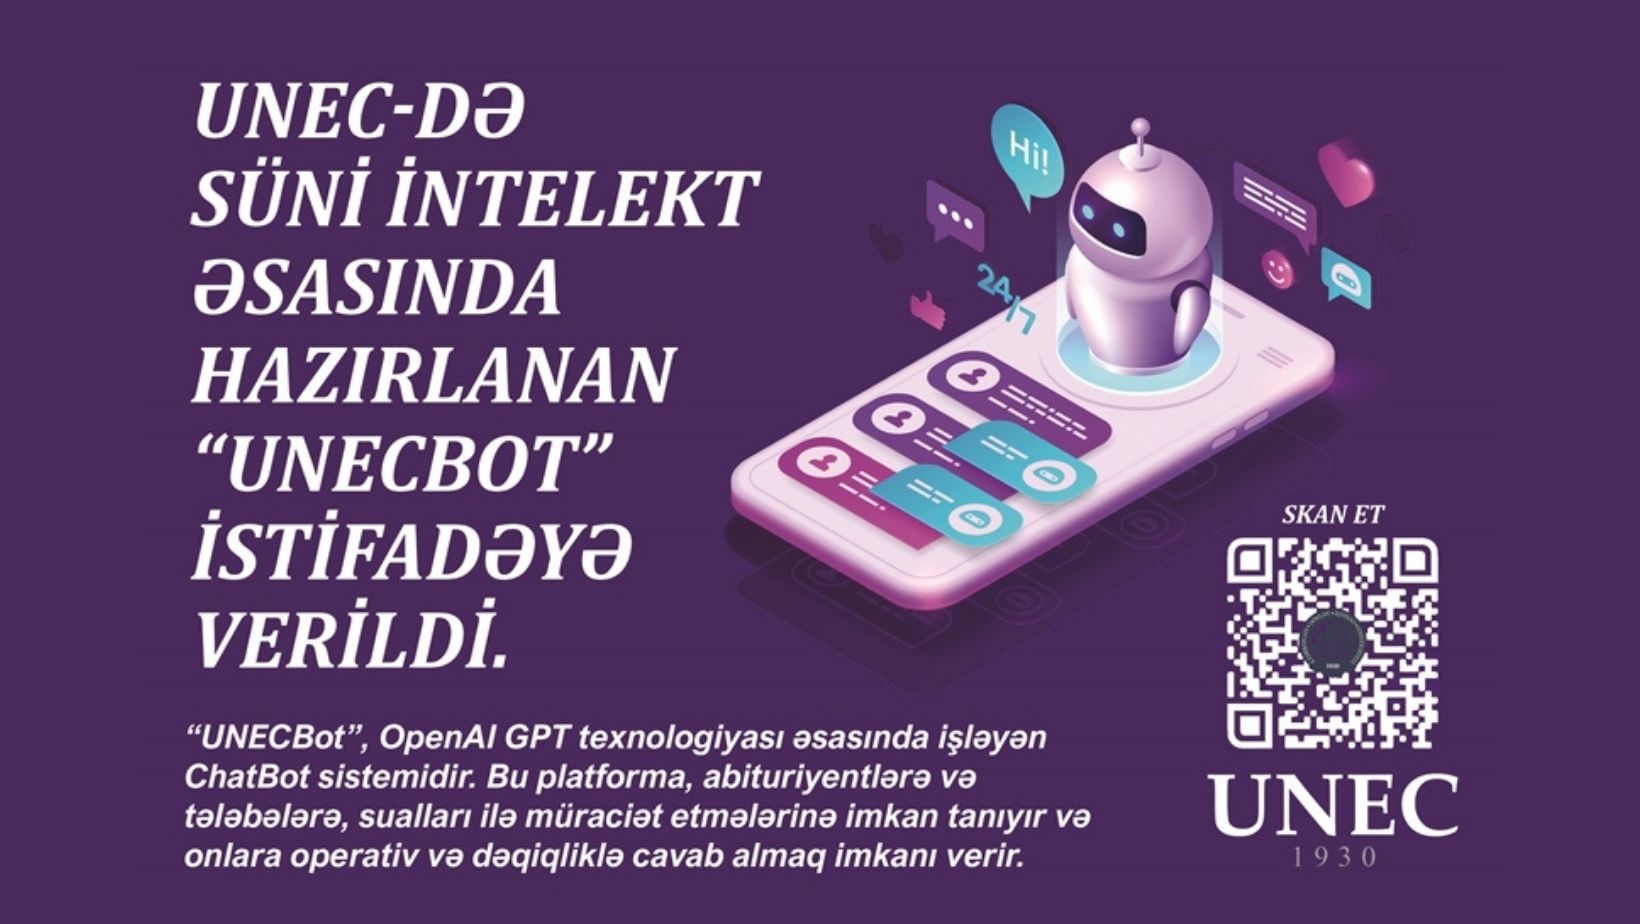 UNEC-DƏ
SÜNİ İNTELEKT
ƏSASINDA
HAZIRLANAN
“UNECBOT”
İSTİFADƏYƏ
VERİLDİ.
Hi!
24/7
“UNECBot”, OpenAI GPT texnologiyası əsasında işləyən
ChatBot sistemidir. Bu platforma, abituriyentlərə və
tələbələrə, sualları ilə müraciət etmələrinə imkan tanıyır və
onlara operativ və dəqiqliklə cavab almaq imkanı verir.
SKAN ET
UNEC
1930